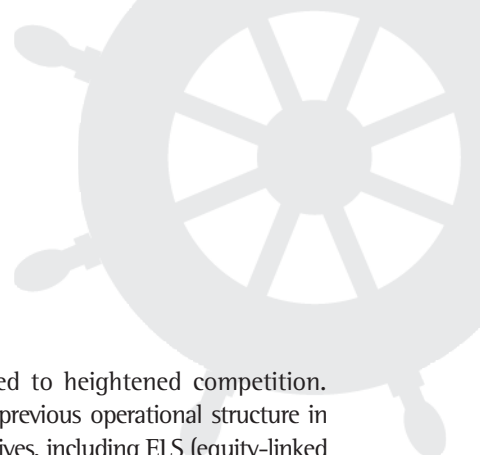 ed to heightened competition.
previous operational structure in
ives, including ELS (equity-linked